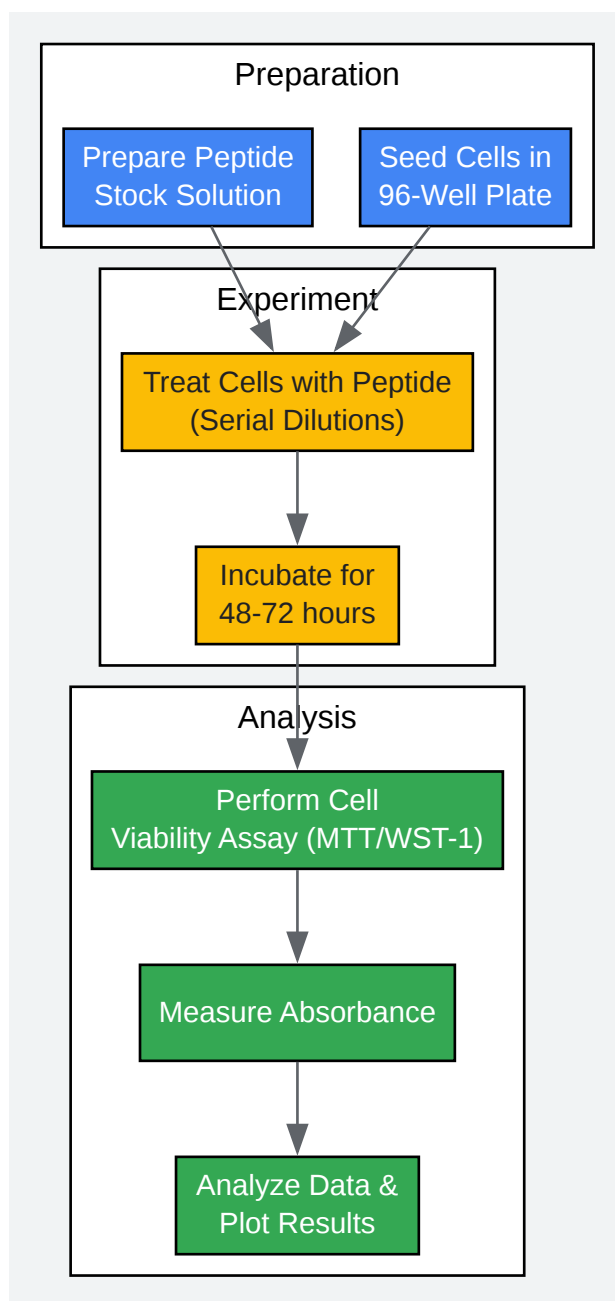 Preparation
Prepare Peptide
Stock Solution
Seed Cells in
96-Well Plate
Experiment
Treat Cells with Peptide
(Serial Dilutions)
Incubate for
48-72 hours
Analysis
Perform Cell
Viability Assay (MTT/WST-1)
Measure Absorbance
Analyze Data &
Plot Results